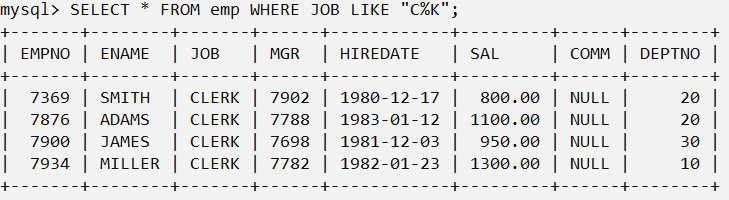 mysql> SELECT * FROM emp WHERE JOB LIKE "C%K";
+-------+--------+-------+------+------------+---------+------+--------+
| EMPNO | ENAME  | JOB   | MGR  | HIREDATE   | SAL     | COMM | DEPTNO |
+-------+--------+-------+------+------------+---------+------+--------+
|  7369 | SMITH  | CLERK | 7902 | 1980-12-17 |  800.00 | NULL |     20 |
|  7876 | ADAMS  | CLERK | 7788 | 1983-01-12 | 1100.00 | NULL |     20 |
|  7900 | JAMES  | CLERK | 7698 | 1981-12-03 |  950.00 | NULL |     30 |
|  7934 | MILLER | CLERK | 7782 | 1982-01-23 | 1300.00 | NULL |     10 |
+-------+--------+-------+------+------------+---------+------+--------+